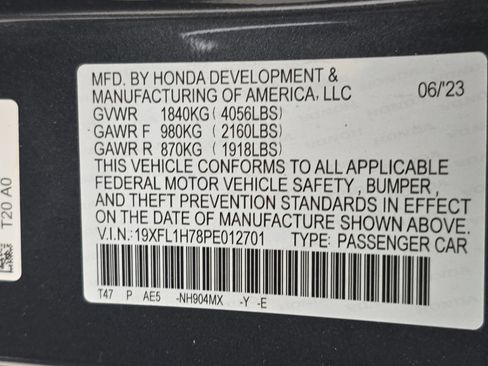 MFD. BY HONDA DEVELOPMENT &
MANUFACTURING OF AMERICA, LLC 06/'23
GVWR 1840KG (4056LBS)
GAWR F 980KG (2160LBS)
GAWR R 870KG (1918LBS)
THIS VEHICLE CONFORMS TO ALL APPLICABLE
FEDERAL MOTOR VEHICLE SAFETY , BUMPER,
AND THEFT PREVENTION STANDARDS IN EFFECT
ON THE DATE OF MANUFACTURE SHOWN ABOVE.
V.I.N.:19XFL1H78PE012701 TYPE: PASSENGER CAR
T47 P AE5 -NH904MX -Y -E
T20 A0